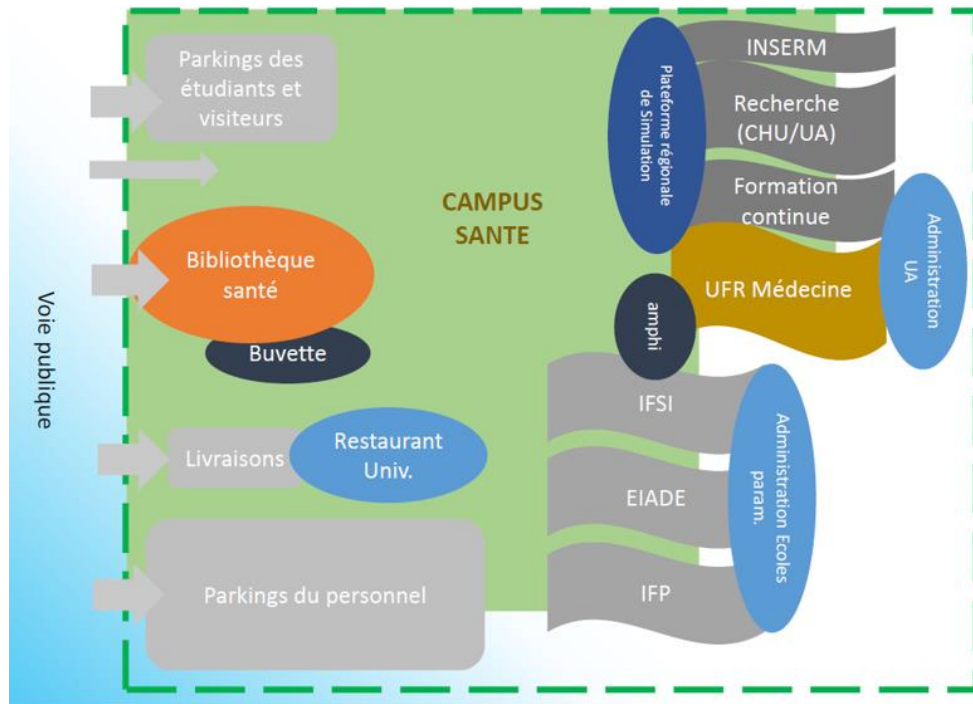 Parkings des
étudiants et
visiteurs
INSERM
Plateforme régionale
de Simulation
Recherche
(CHU/UA)
Formation
continue
CAMPUS
SANTE
Administration
UA
Bibliothèque
santé
UFR Médecine
amphi
Voie publique
Buvette
IFSI
Livraisons
Restaurant
Univ.
Administration Ecoles
param.
EIADE
Parkings du personnel
IFP